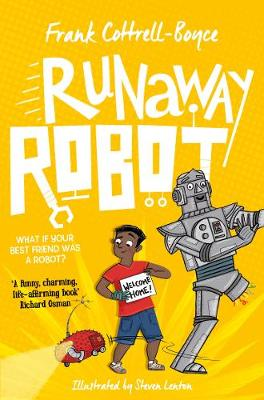 Frank Cottrell-Boyce
RUNAWAY
ROBOT
WHAT IF YOUR
BEST FRIEND WAS
A ROBOT?
'A funny, charming,
life-affirming book'
Richard Osman
Welcome
Home!
Illustrated by Steven Lenton